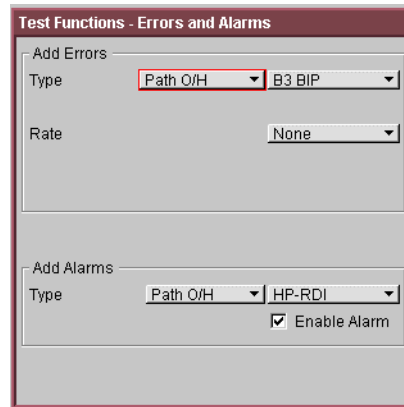 Test Functions - Errors and Alarms
Add Errors
Type Path O/H B3 BIP
Rate None
Add Alarms
Type Path O/H HP-RDI
Enable Alarm